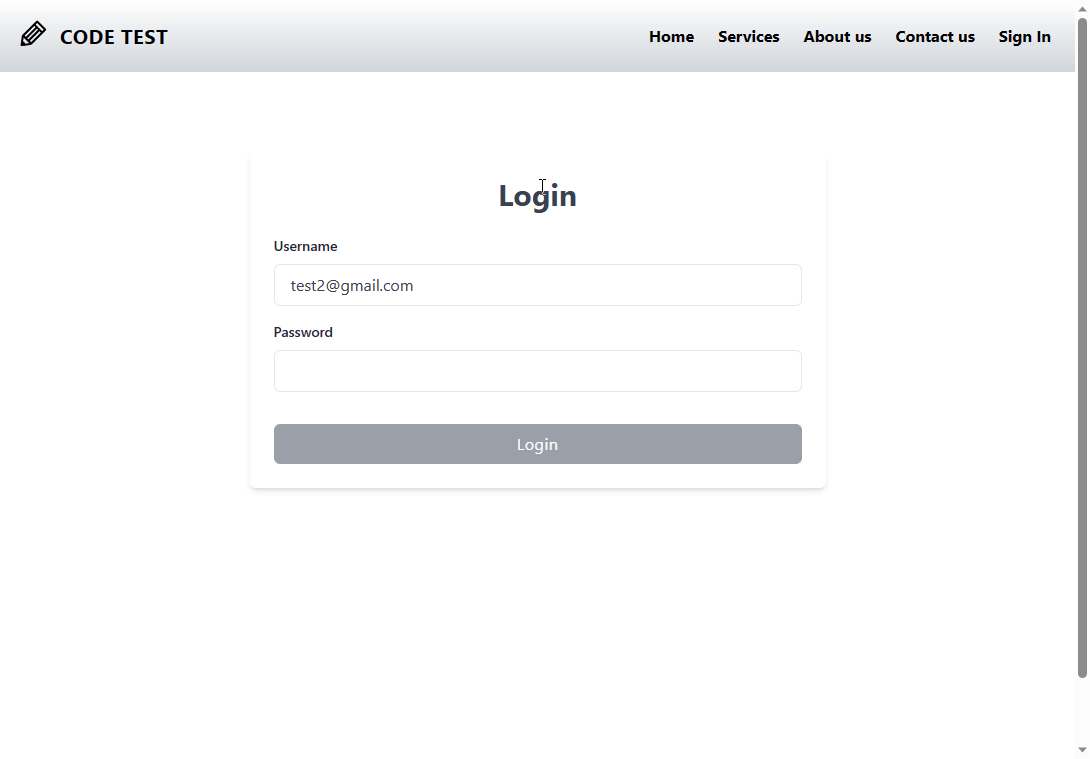 CODE TEST Home Services About us Contact us Sign In
Login
Username
test2@gmail.com
Password
Login